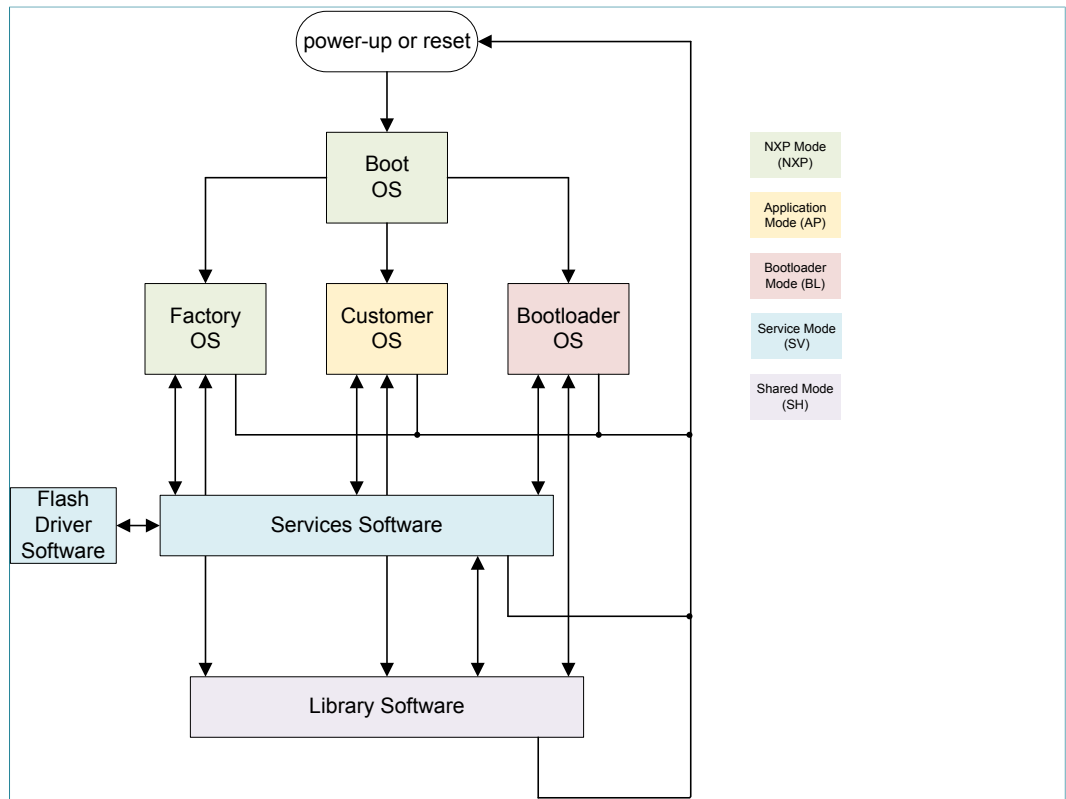 power-up or reset
Boot
OS
NXP Mode
(NXP)
Application
Mode (AP)
Bootloader
Mode (BL)
Service Mode
(SV)
Shared Mode
(SH)
Factory
OS
Customer
OS
Bootloader
OS
Flash
Driver
Software
Services Software
Library Software